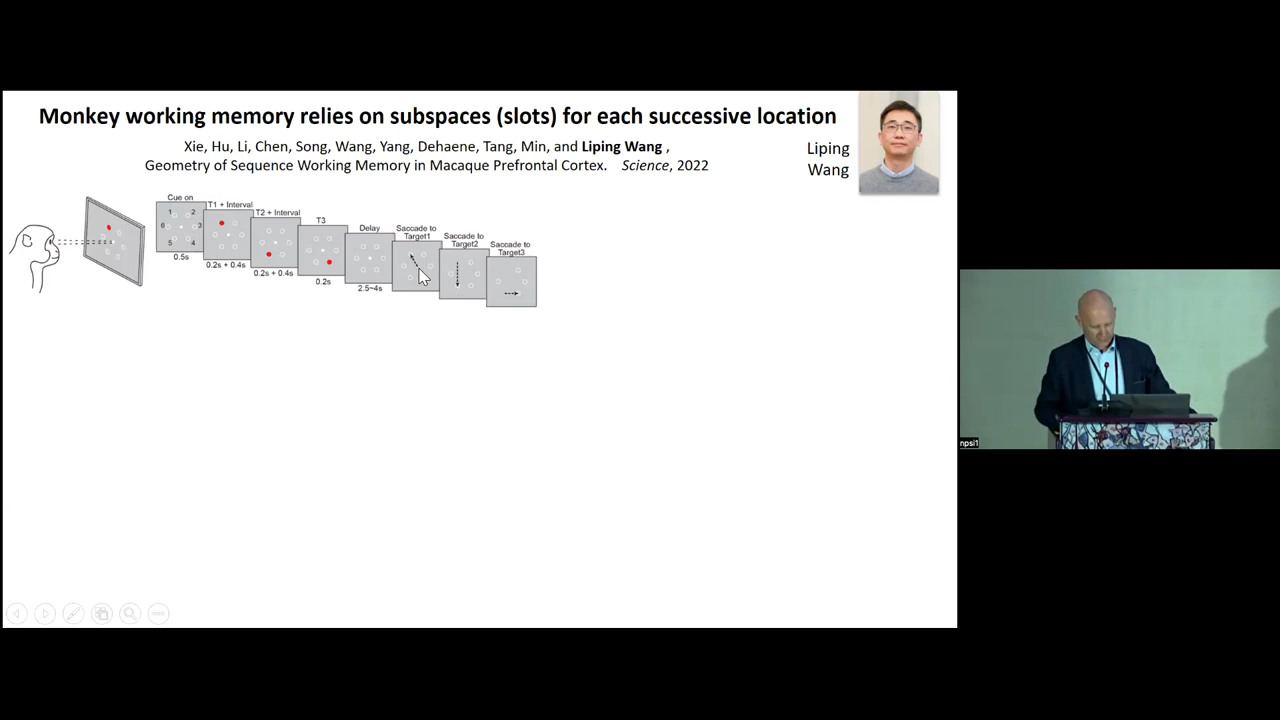 Monkey working memory relies on subspaces (slots) for each successive location
Xie, Hu, Li, Chen, Song, Wang, Yang, Dehaene, Tang, Min, and Liping Wang ,
Geometry of Sequence Working Memory in Macaque Prefrontal Cortex. Science, 2022
Liping
Wang
Cue on
1 2
6 3
5 4
0.5s
T1 + Interval
0.2s + 0.4s
T2 + Interval
0.2s + 0.4s
T3
0.2s
Delay
2.5~4s
Saccade to
Target1
Saccade to
Target2
Saccade to
Target3
npsi1